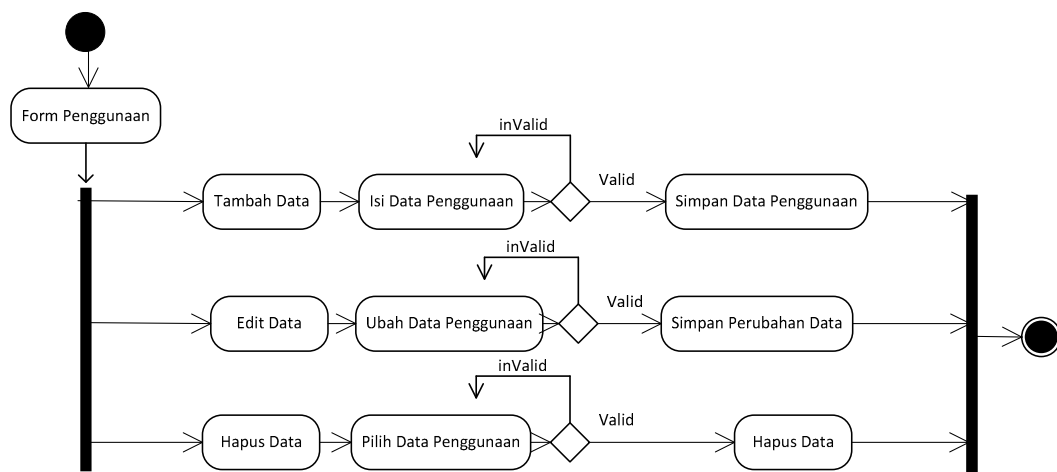 Form Penggunaan
inValid
Tambah Data
Isi Data Penggunaan
Valid
Simpan Data Penggunaan
inValid
Edit Data
Ubah Data Penggunaan
Valid
Simpan Perubahan Data
inValid
Hapus Data
Pilih Data Penggunaan
Valid
Hapus Data